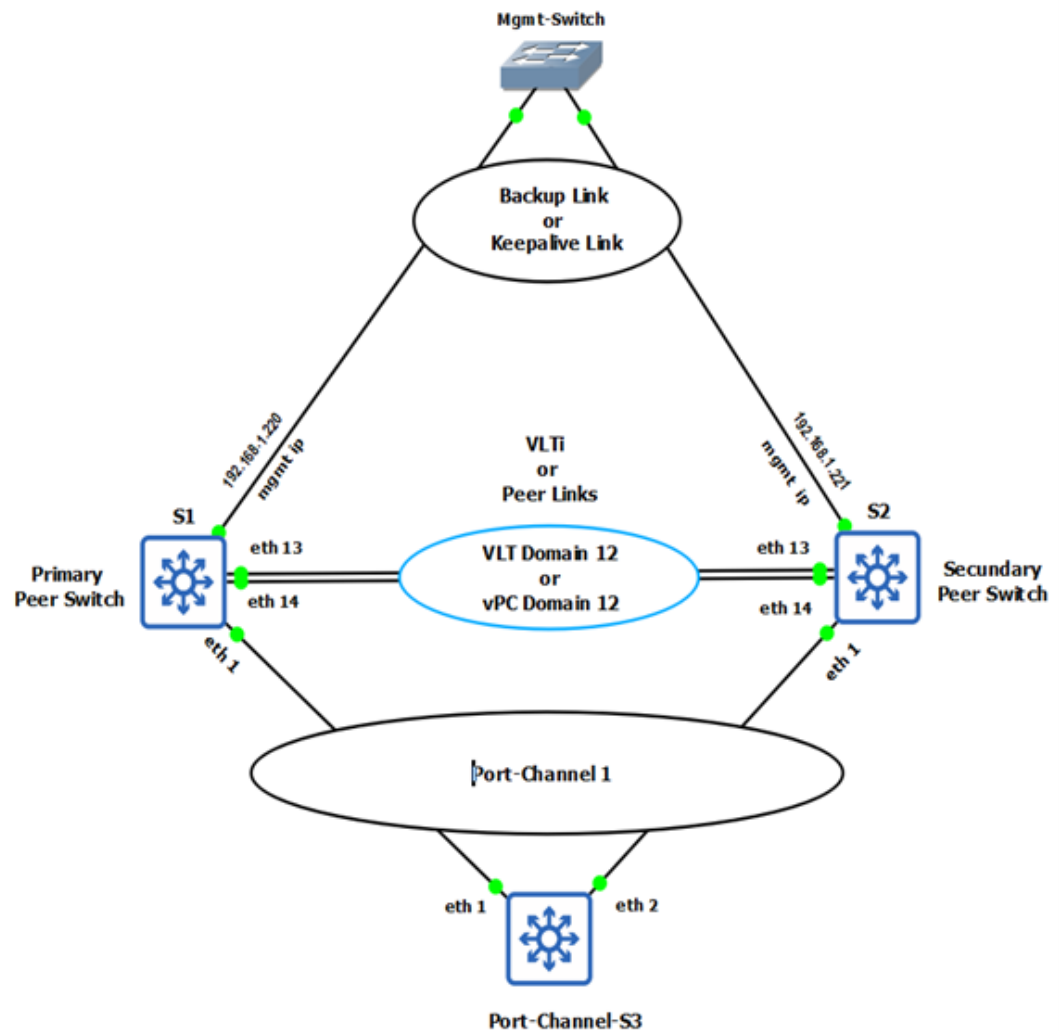 Mgmt-Switch
Backup Link
or
Keepalive Link
192.168-1.220
mgmt ip
192.168.1.221
mgmt ip
VLTi
or
Peer Links
S1
S2
Primary
Peer Switch
eth 13
eth 14
eth 1
VLT Domain 12
or
vPC Domain 12
eth 13
eth 14
eth 1
Secundary
Peer Switch
Port-Channel 1
eth 1
eth 2
Port-Channel-S3